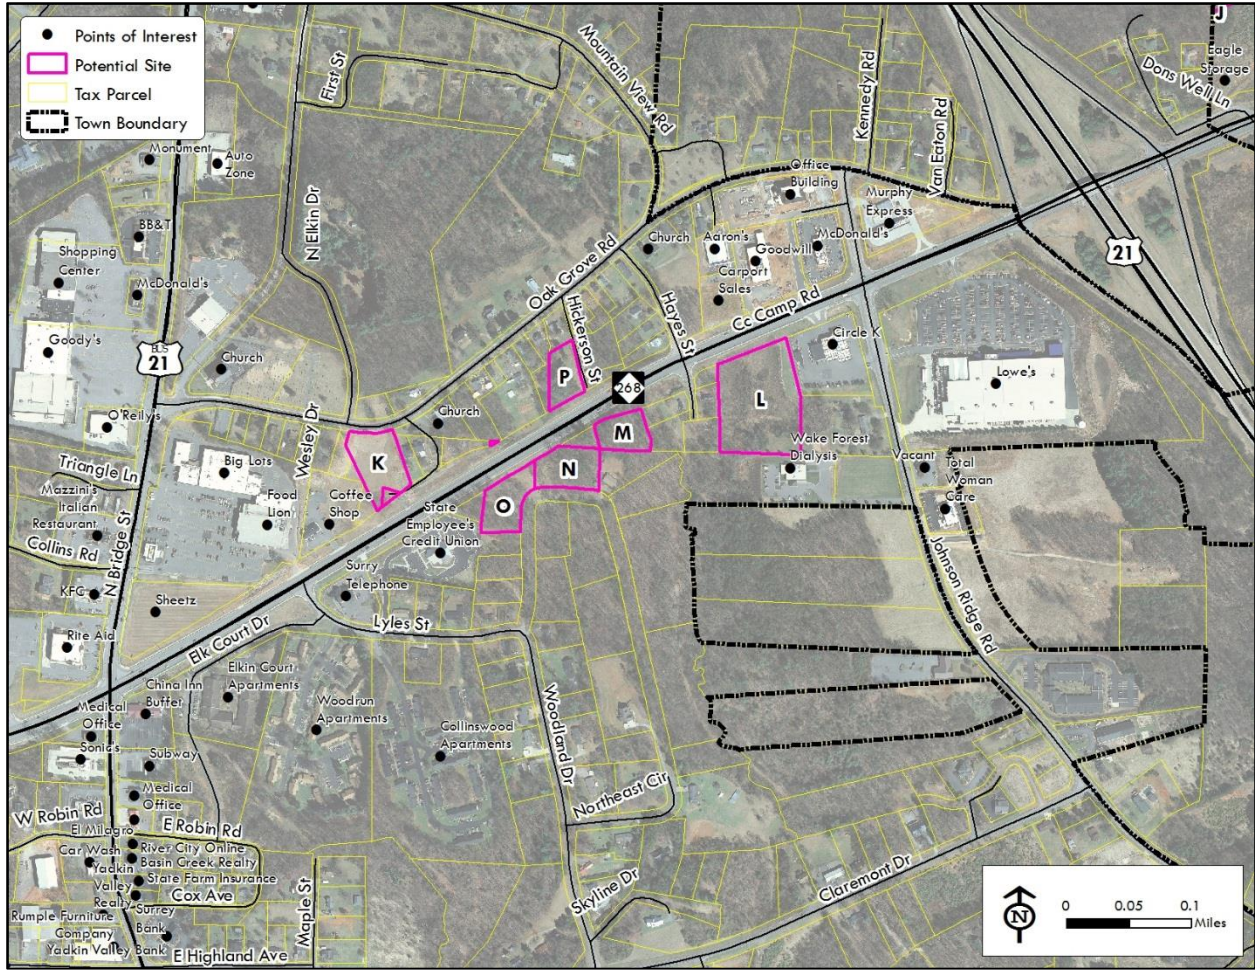 Points of Interest
Potential Site
Tax Parcel
Town Boundary
J
Eagle
Storage
Dons Well Ln
First St
Mountain View Rd
Kennedy Rd
Van Eaton Rd
Monument
Auto
Zone
N Elkin Dr
Office
Building
Murphy
Express
BB&T
Shopping
Center
McDonald's
Church
Aaron's
Goodwill
McDonald's
Carport
Sales
21
Oak Grove Rd
Hickerson St
Hayes St
Cc Camp Rd
Goody's
BUS
21
Church
Circle K
Lowe's
P
268
L
O'Reily's
Wesley Dr
Church
M
K
N
Wake Forest
Dialysis
Vacant
Total
Woman
Care
Triangle Ln
Big Lots
Mazzini's
Italian
Restaurant
Food
Lion
Coffee
Shop
State
Employee's
Credit Union
O
Collins Rd
N Bridge St
KFC
Sheetz
Surry
Telephone
Johnson Ridge Rd
Rite Aid
Elk Court Dr
Lyles St
Elkin Court
Apartments
China Inn
Buffet
Medical
Office
Woodrun
Apartments
Collinswood
Apartments
Woodland Dr
Sonic's
Subway
Medical
Office
Northeast Cir
W Robin Rd
E Robin Rd
El Milagro
Car Wash
River City Online
Basin Creek Realty
Yadkin
Valley
Realty
State Farm Insurance
Cox Ave
Maple St
Skyline Dr
Claremont Dr
Rumple Furniture
Company
Surrey
Bank
Yadkin Valley Bank
E Highland Ave
N
0 0.05 0.1
Miles